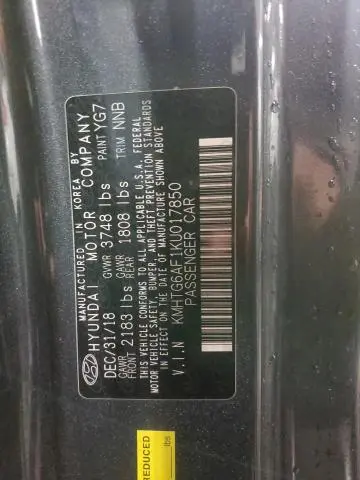 MANUFACTURED IN KOREA BY
HYUNDAI MOTOR COMPANY
DEC/31/18 GVWR 3748 lbs PAINT YG7
GAWR FRONT 2183 lbs GAWR REAR 1808 lbs TRIM NNB
THIS VEHICLE CONFORMS TO ALL APPLICABLE U.S.A. FEDERAL
MOTOR VEHICLE SAFETY, BUMPER, AND THEFT PREVENTION STANDARDS
IN EFFECT ON THE DATE OF MANUFACTURE SHOWN ABOVE
V.I.N KMHTG6AF1KU017850
PASSENGER CAR
REDUCED
lbs